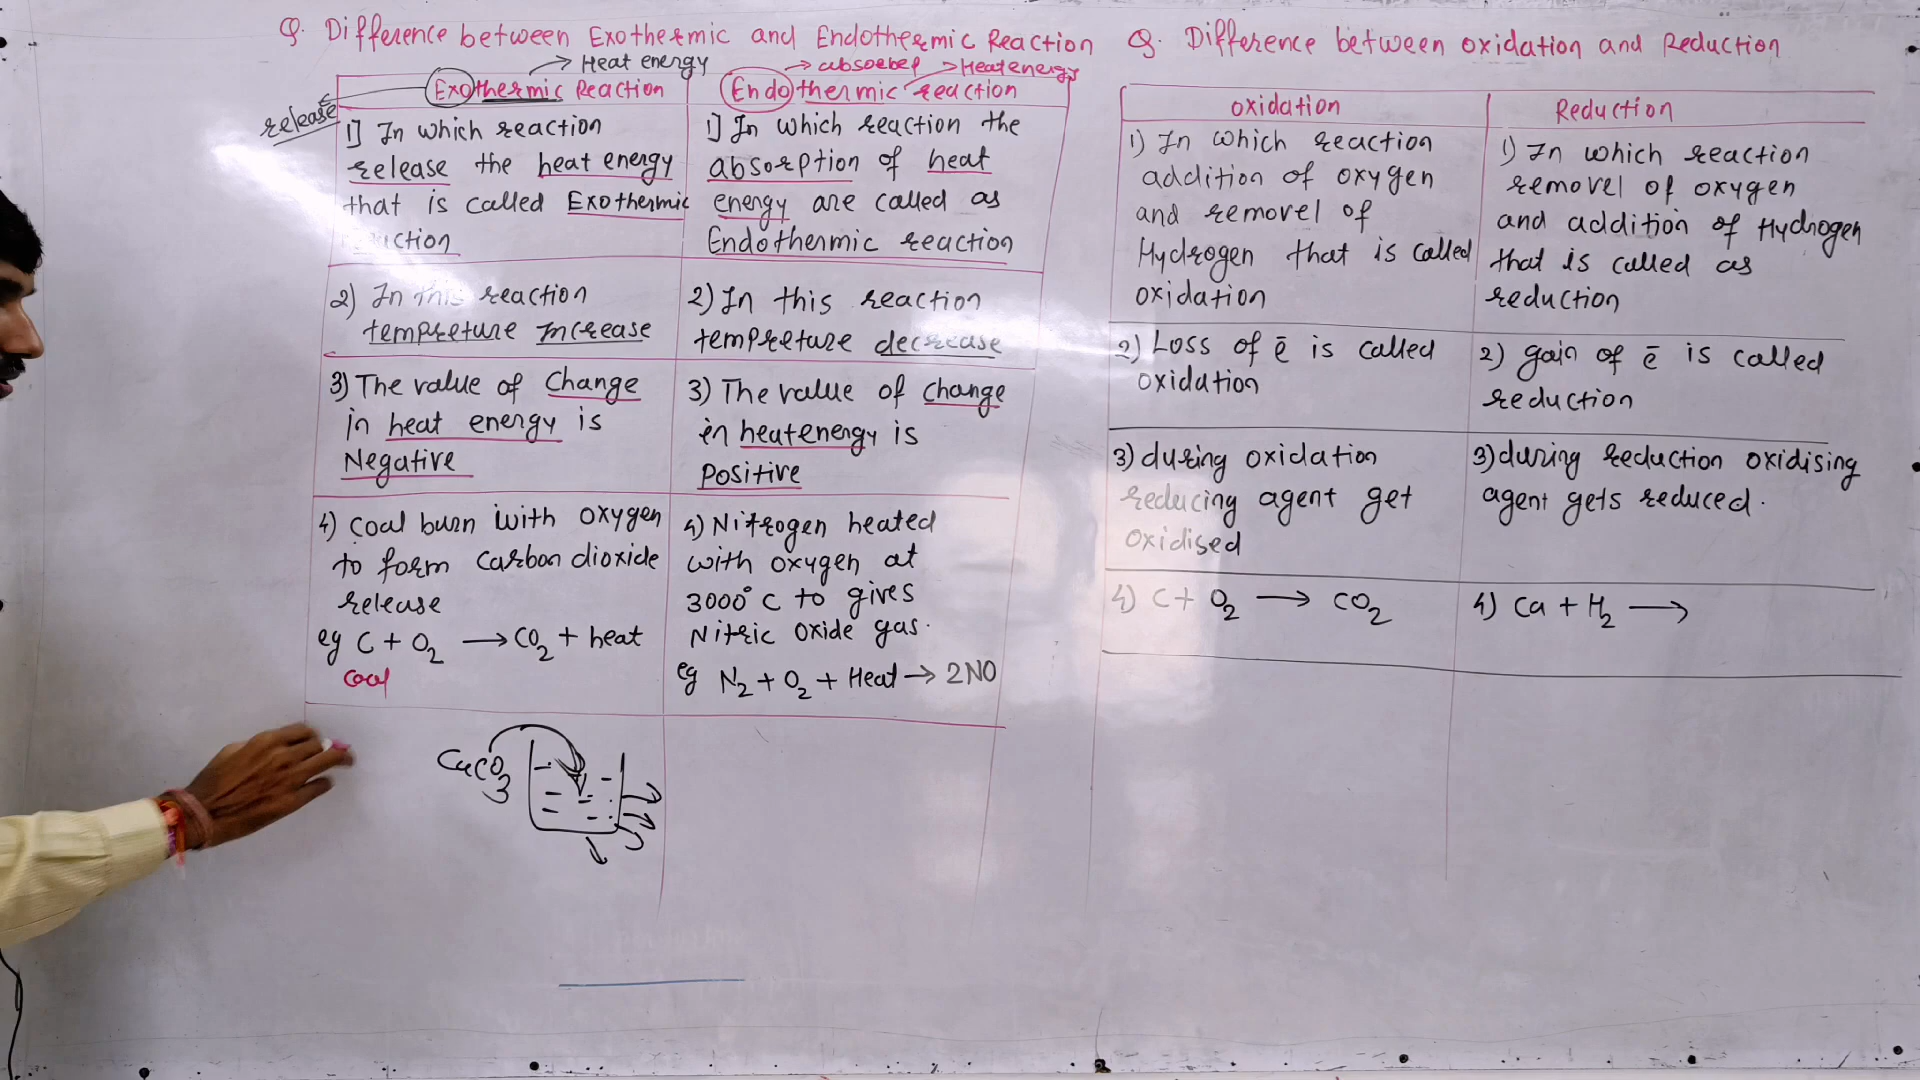 Q. Difference between Exothermic and Endothermic Reaction
Heat energy
absorbep
Heat energy
Exothermic Reaction
Endothermic reaction
release
1] In which reaction
release the heat energy
that is called Exothermic
uction
1] In which reaction the
absorption of heat
energy are called as
Endothermic reaction
2) In this reaction
tempreture Increase
2) In this reaction
tempreture decrease
3) The value of Change
in heat energy is
Negative
3) The value of change
in heatenergy is
positive
4) coal burn with oxygen
to form carbon dioxide
release
eg C + O₂ → CO₂ + heat
coal
4) Nitrogen heated
with oxygen at
3000° C to gives
Nitric oxide gas.
eg N₂ + O₂ + Heat → 2NO
CaCO₃
Q. Difference between oxidation and Reduction
oxidation
Reduction
1) In which reaction
addition of oxygen
and removel of
Hydrogen that is called
oxidation
1) In which reaction
removel of oxygen
and addition of Hydrogen
that is called as
reduction
2) Loss of ē is called
oxidation
2) gain of ē is called
reduction
3) during oxidation
reducing agent get
oxidised
3) during reduction oxidising
agent gets reduced.
4) C + O₂ → CO₂
4) Ca + H₂ →